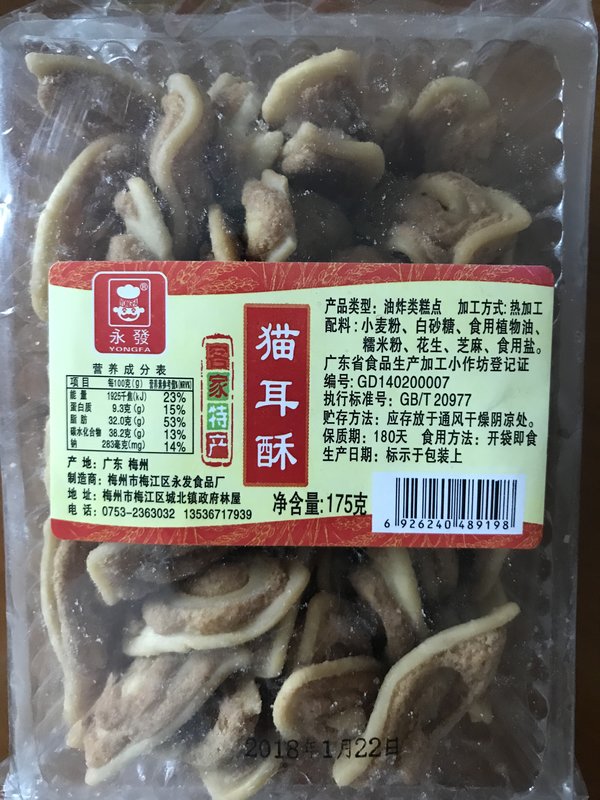 ®
永發
YONGFA
营养成分表
项目 每100克(g) 营养素参考值%(NRV%)
能量 1925千焦(kJ) 23%
蛋白质 9.3克(g) 15%
脂肪 32.0克(g) 53%
碳水化合物 38.2克(g) 13%
钠 283毫克(mg) 14%
客家特产
猫耳酥
产品类型：油炸类糕点 加工方式:热加工
配料：小麦粉、白砂糖、食用植物油、
糯米粉、花生、芝麻、食用盐。
广东省食品生产加工小作坊登记证
编号: GD140200007
执行标准号: GB/T 20977
贮存方法：应存放于通风干燥阴凉处。
保质期：180天 食用方法：开袋即食
生产日期：标示于包装上
产 地：广东 梅州
制造商：梅州市梅江区永发食品厂
地 址：梅州市梅江区城北镇政府林屋
电 话：0753-2363032 13536717939
净含量:175克
6 926240 489198
2018年1月22日